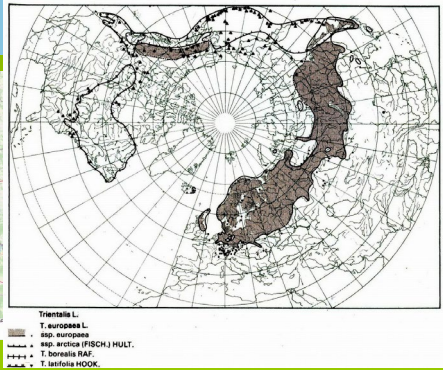 Trientalis L.
T. europaea L.
ssp. europaea
ssp. arctica (FISCH.) HULT.
T. borealis RAF.
T. latifolia HOOK.